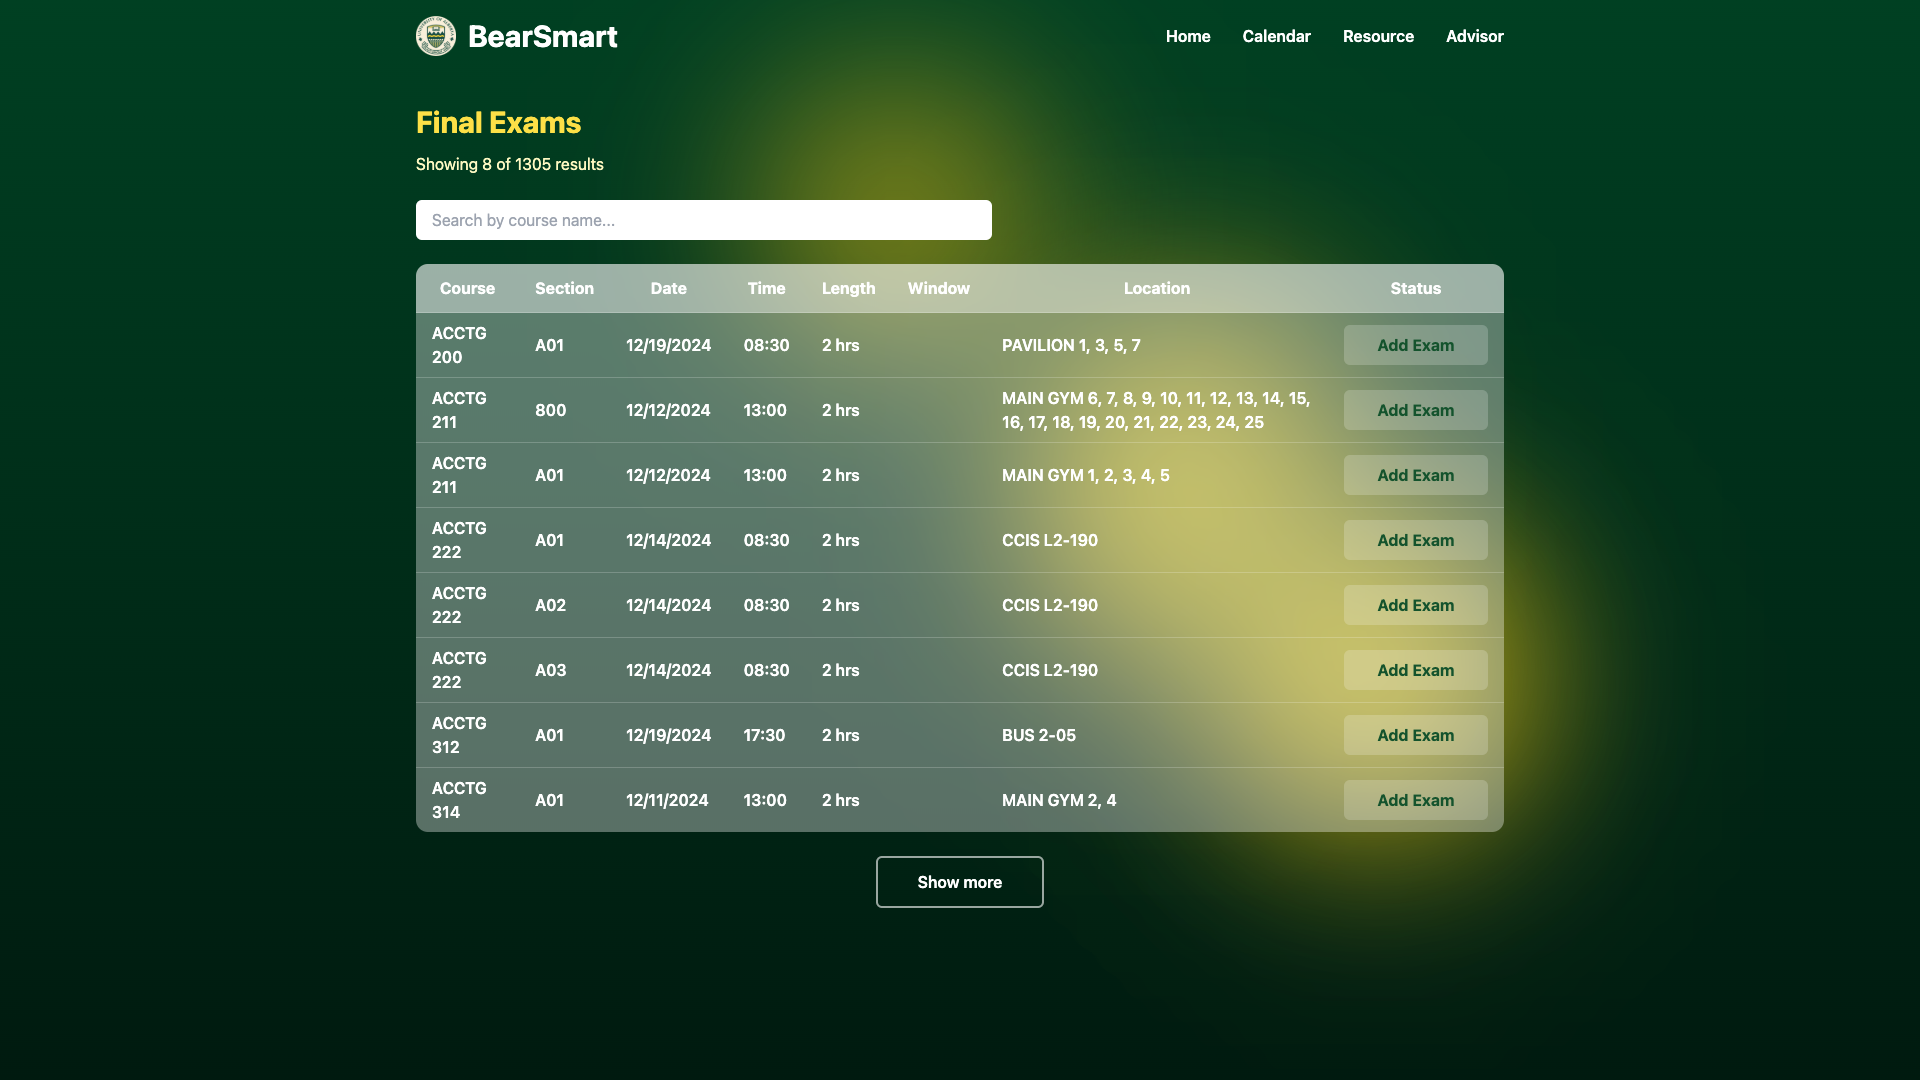 BearSmart
Home Calendar Resource Advisor
Final Exams
Showing 8 of 1305 results
Search by course name...
Course Section Date Time Length Window Location Status
ACCTG 200 A01 12/19/2024 08:30 2 hrs PAVILION 1, 3, 5, 7 Add Exam
ACCTG 211 800 12/12/2024 13:00 2 hrs MAIN GYM 6, 7, 8, 9, 10, 11, 12, 13, 14, 15, 16, 17, 18, 19, 20, 21, 22, 23, 24, 25 Add Exam
ACCTG 211 A01 12/12/2024 13:00 2 hrs MAIN GYM 1, 2, 3, 4, 5 Add Exam
ACCTG 222 A01 12/14/2024 08:30 2 hrs CCIS L2-190 Add Exam
ACCTG 222 A02 12/14/2024 08:30 2 hrs CCIS L2-190 Add Exam
ACCTG 222 A03 12/14/2024 08:30 2 hrs CCIS L2-190 Add Exam
ACCTG 312 A01 12/19/2024 17:30 2 hrs BUS 2-05 Add Exam
ACCTG 314 A01 12/11/2024 13:00 2 hrs MAIN GYM 2, 4 Add Exam
Show more